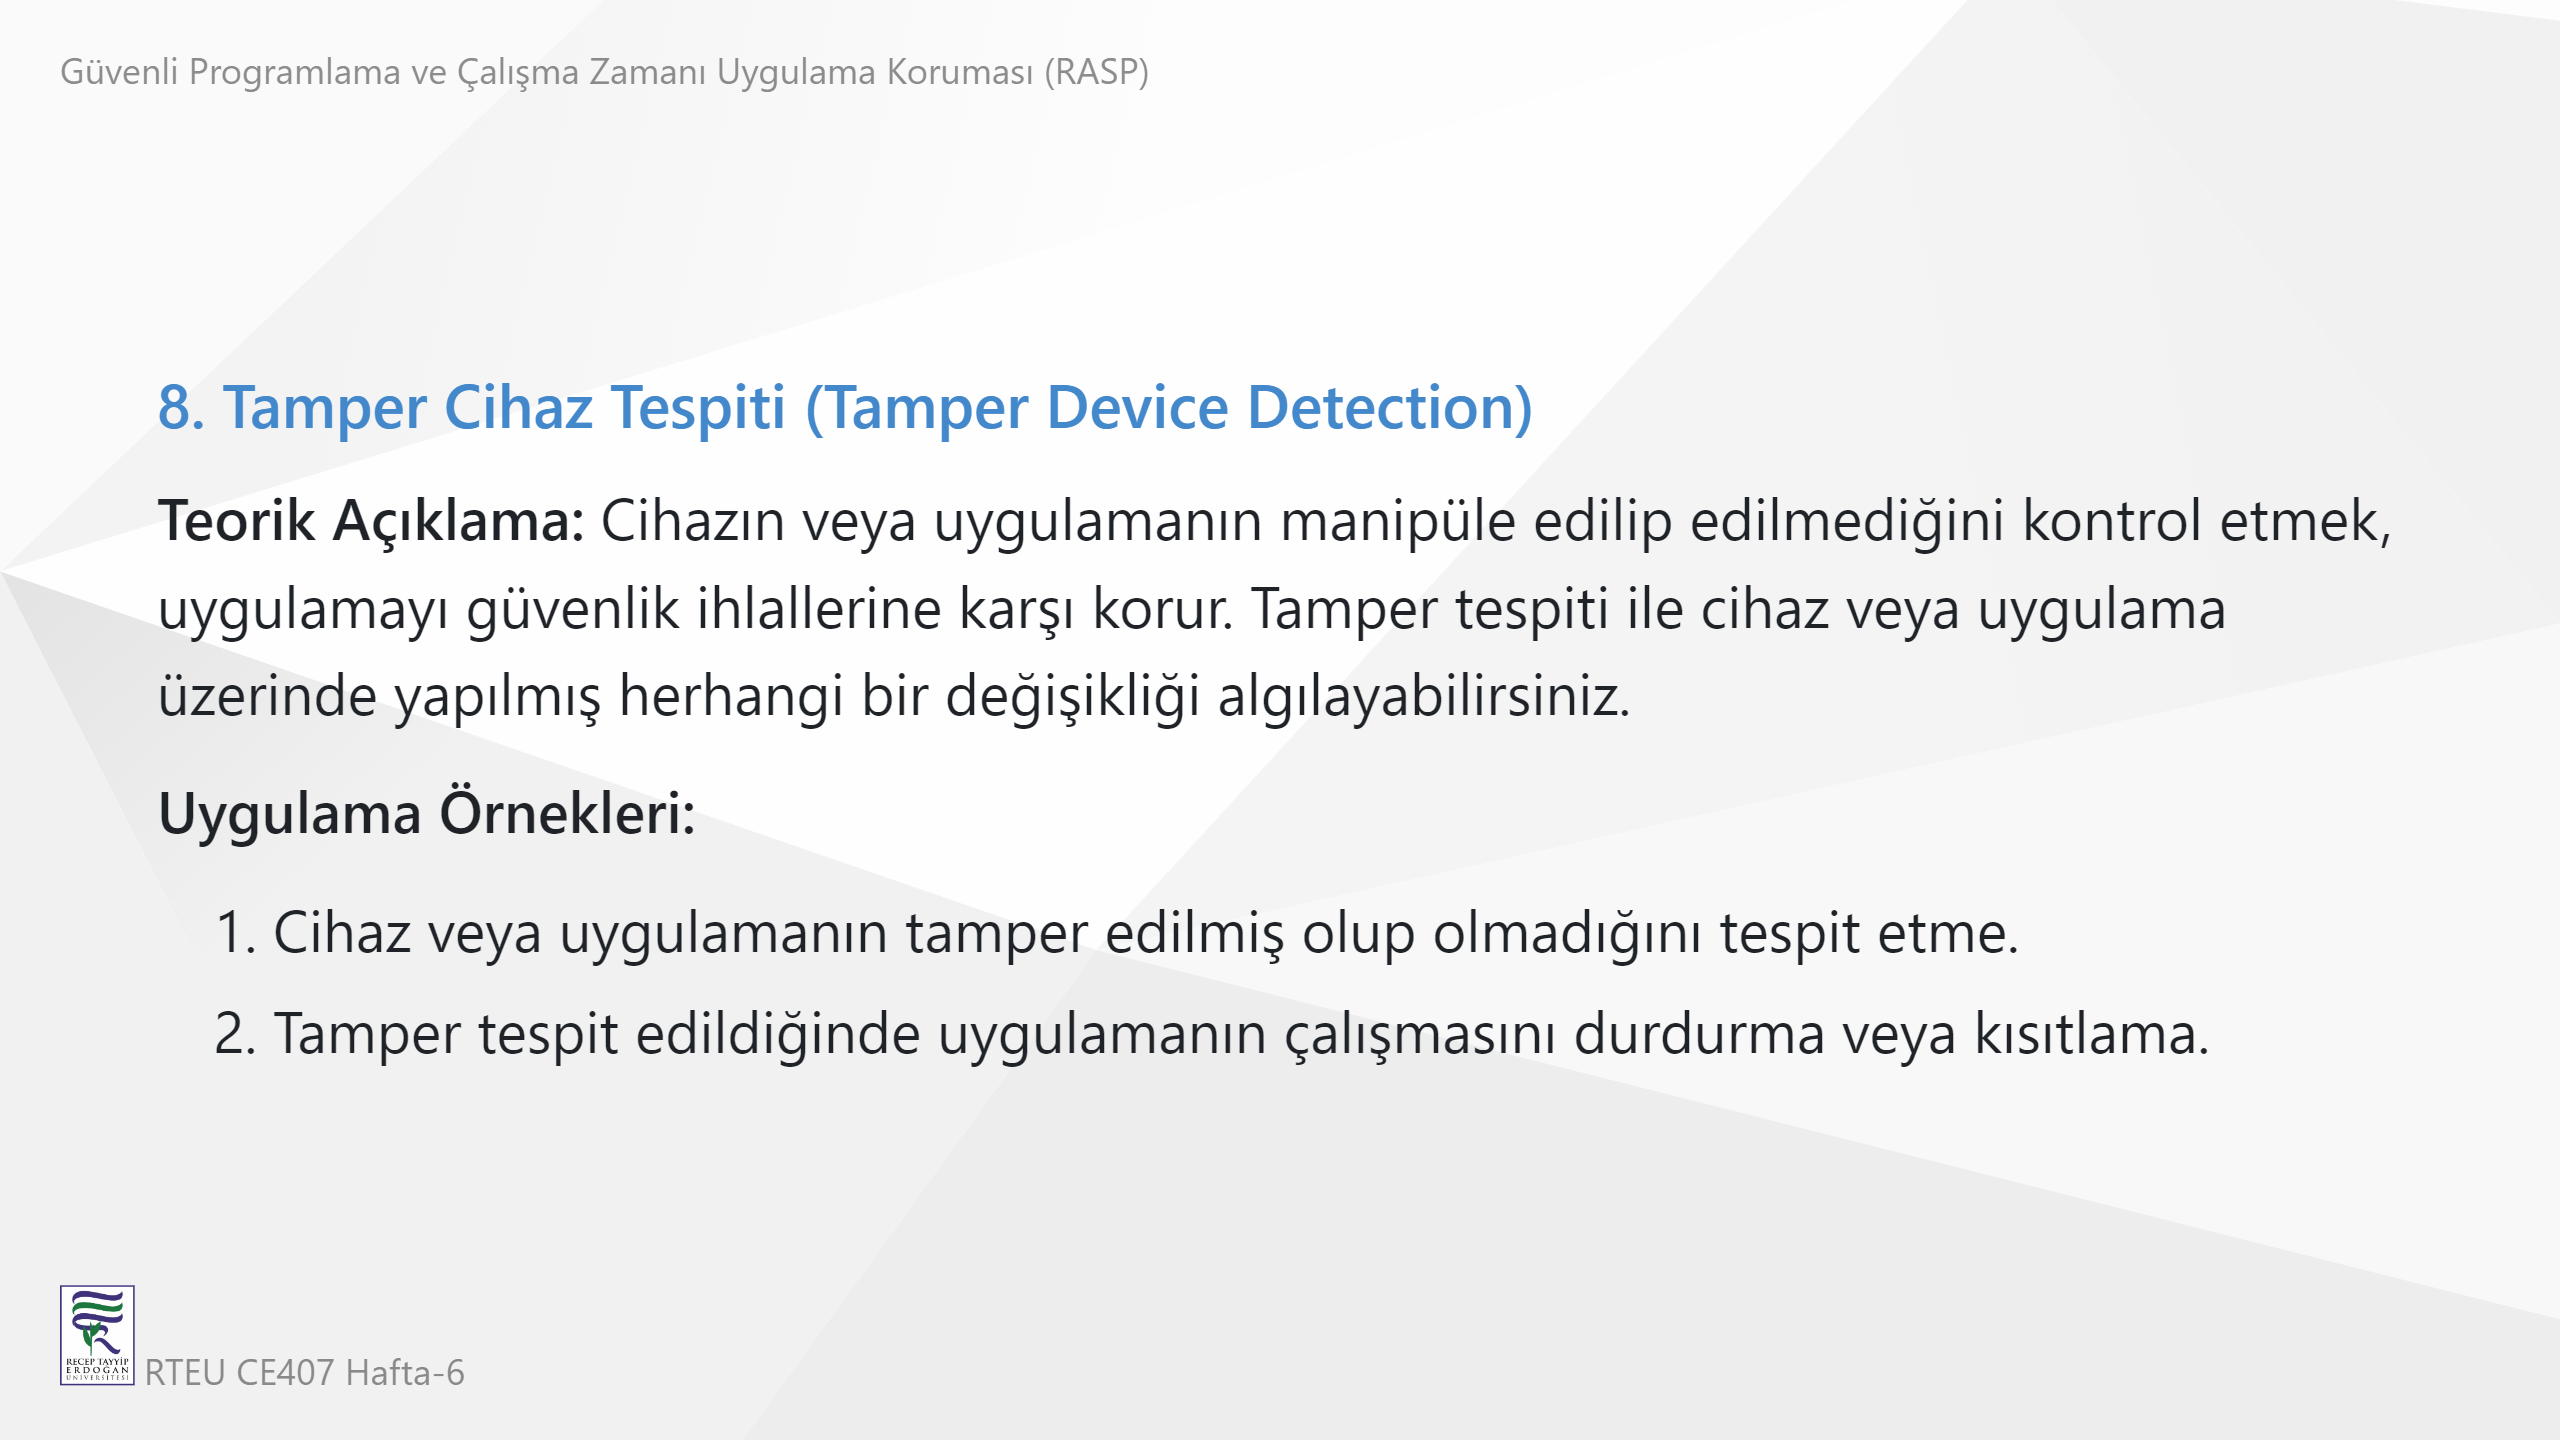 Güvenli Programlama ve Çalışma Zamanı Uygulama Koruması (RASP)
8. Tamper Cihaz Tespiti (Tamper Device Detection)
Teorik Açıklama: Cihazın veya uygulamanın manipüle edilip edilmediğini kontrol etmek,
uygulamayı güvenlik ihlallerine karşı korur. Tamper tespiti ile cihaz veya uygulama
üzerinde yapılmış herhangi bir değişikliği algılayabilirsiniz.
Uygulama Örnekleri:
1. Cihaz veya uygulamanın tamper edilmiş olup olmadığını tespit etme.
2. Tamper tespit edildiğinde uygulamanın çalışmasını durdurma veya kısıtlama.
RECEP TAYYİP
ERDOĞAN
ÜNİVERSİTESİ
RTEU CE407 Hafta-6